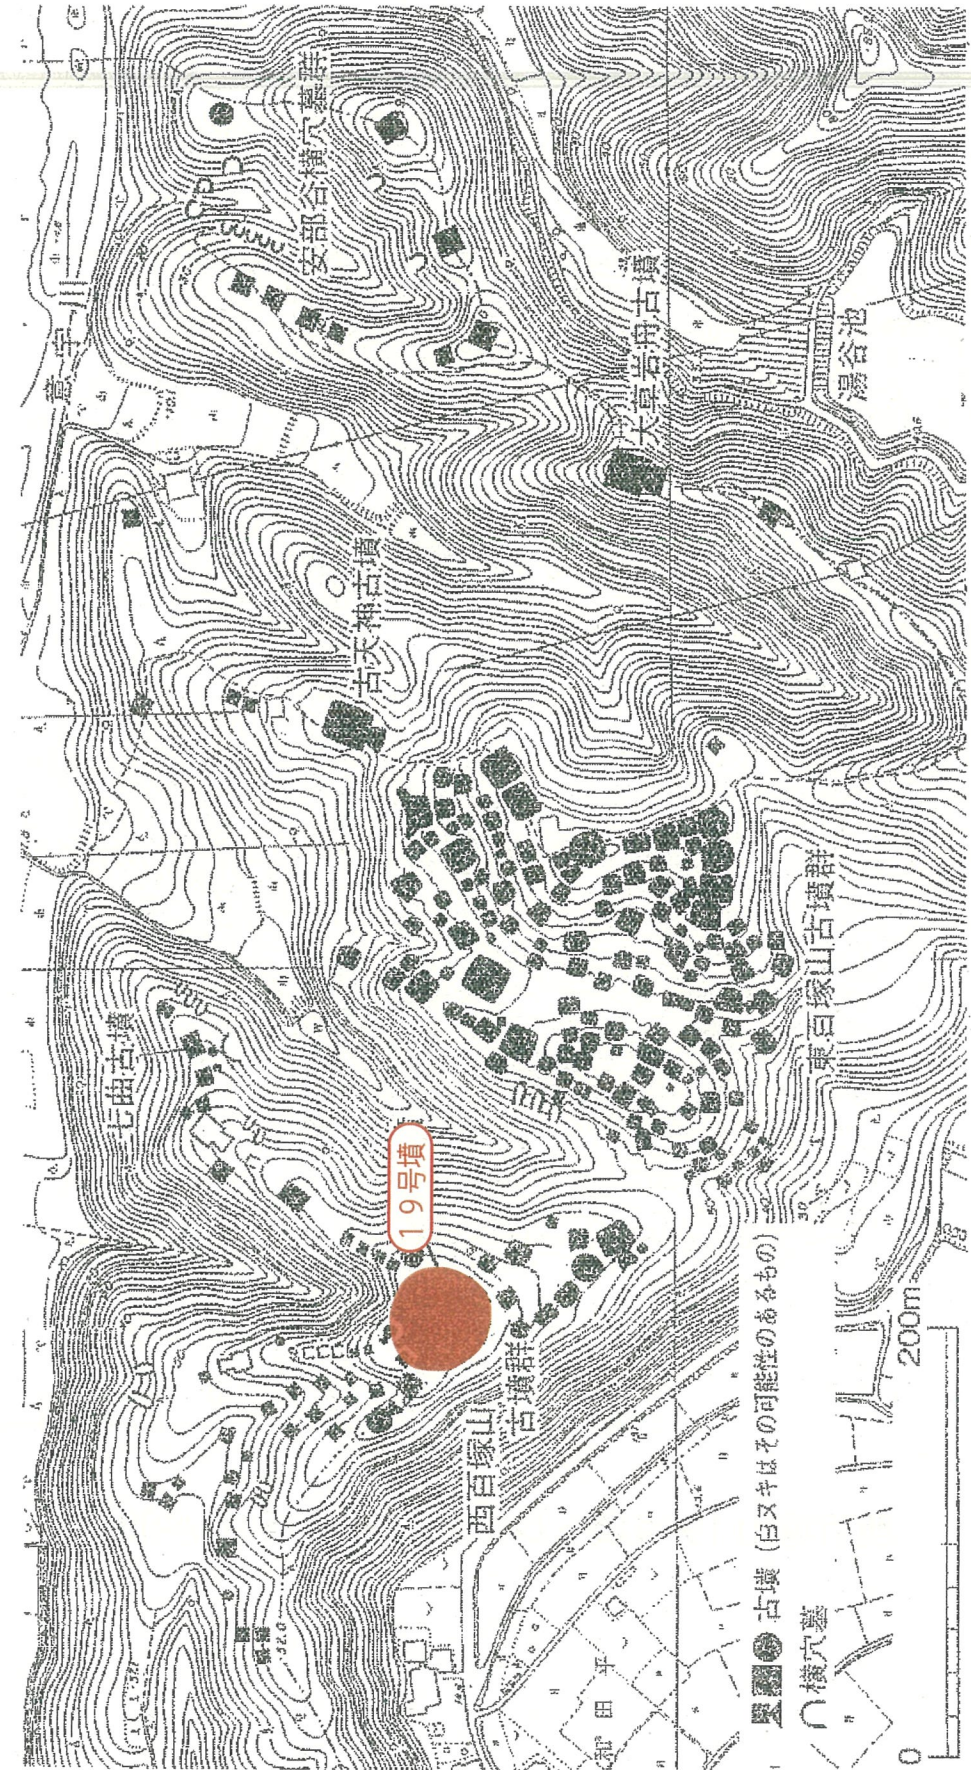 意宇川
安部谷横穴墓群
古天神古墳
大草岩舟古墳
湯谷池
七曲古墳
19号墳
東百塚山古墳群
西百塚山
古墳群
古墳（白ヌキはその可能性のあるもの）
横穴墓
和田平
0
200m